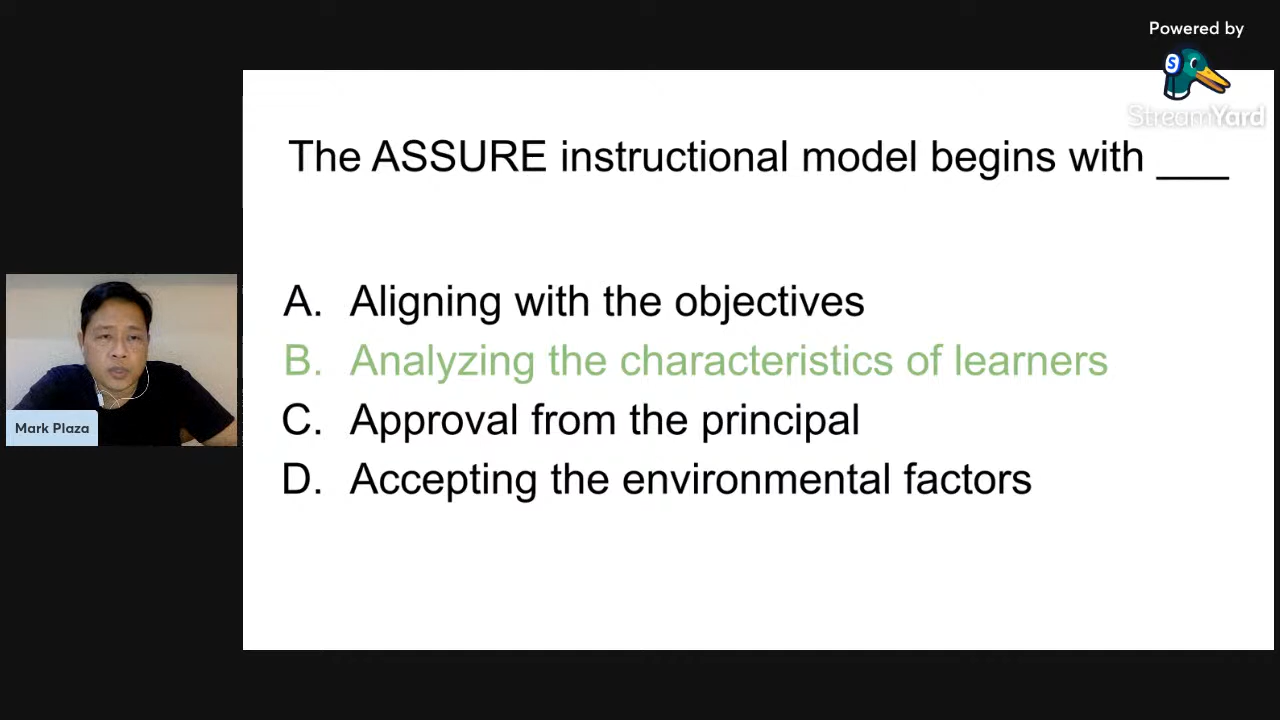 Powered by
StreamYard
The ASSURE instructional model begins with ___
A. Aligning with the objectives
B. Analyzing the characteristics of learners
C. Approval from the principal
D. Accepting the environmental factors
Mark Plaza